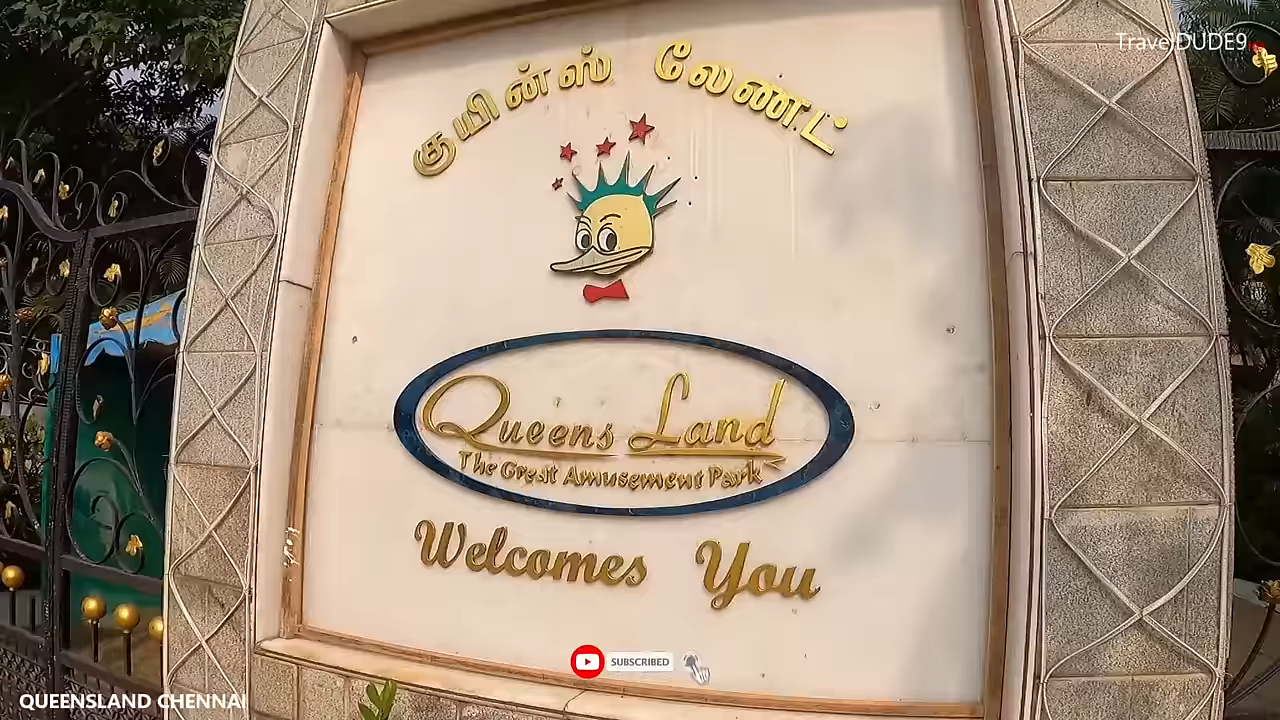 TravelDUDE9
குயின்ஸ் லேண்ட்
Queens Land
The Great Amusement Park
Welcomes You
SUBSCRIBED
QUEENSLAND CHENNAI